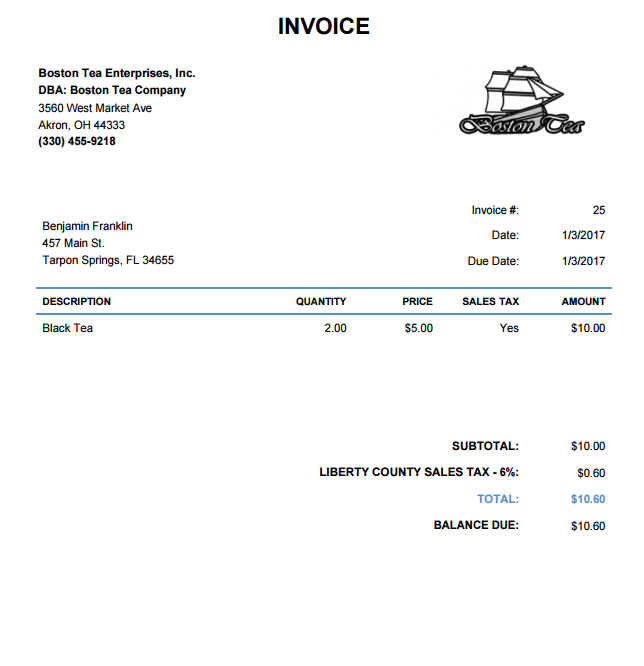 INVOICE
Boston Tea Enterprises, Inc.
DBA: Boston Tea Company
3560 West Market Ave
Akron, OH 44333
(330) 455-9218
Boston Tea
Invoice #: 25
Date: 1/3/2017
Due Date: 1/3/2017
Benjamin Franklin
457 Main St.
Tarpon Springs, FL 34655
DESCRIPTION QUANTITY PRICE SALES TAX AMOUNT
Black Tea 2.00 $5.00 Yes $10.00
SUBTOTAL: $10.00
LIBERTY COUNTY SALES TAX - 6%: $0.60
TOTAL: $10.60
BALANCE DUE: $10.60